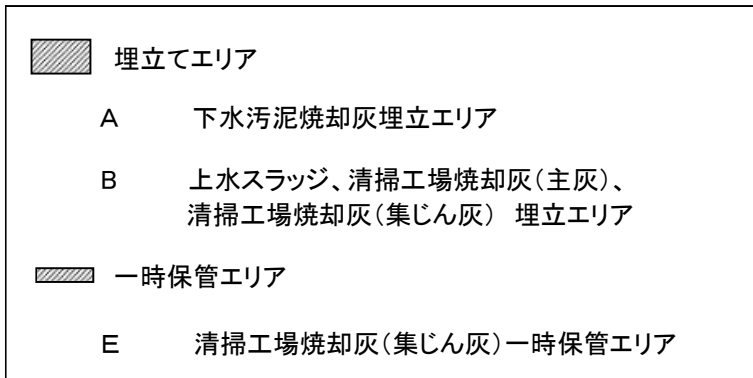 埋立てエリア
A 下水汚泥焼却灰埋立エリア
B 上水スラッジ、清掃工場焼却灰(主灰)、
清掃工場焼却灰(集じん灰) 埋立エリア
一時保管エリア
E 清掃工場焼却灰(集じん灰)一時保管エリア